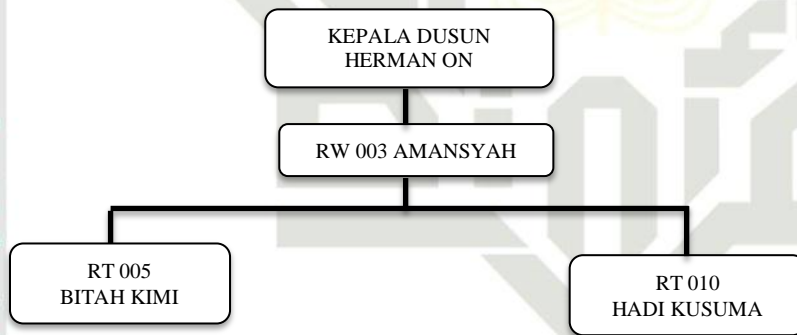 KEPALA DUSUN
HERMAN ON
RW 003 AMANSYAH
RT 005
BITAH KIMI
RT 010
HADI KUSUMA